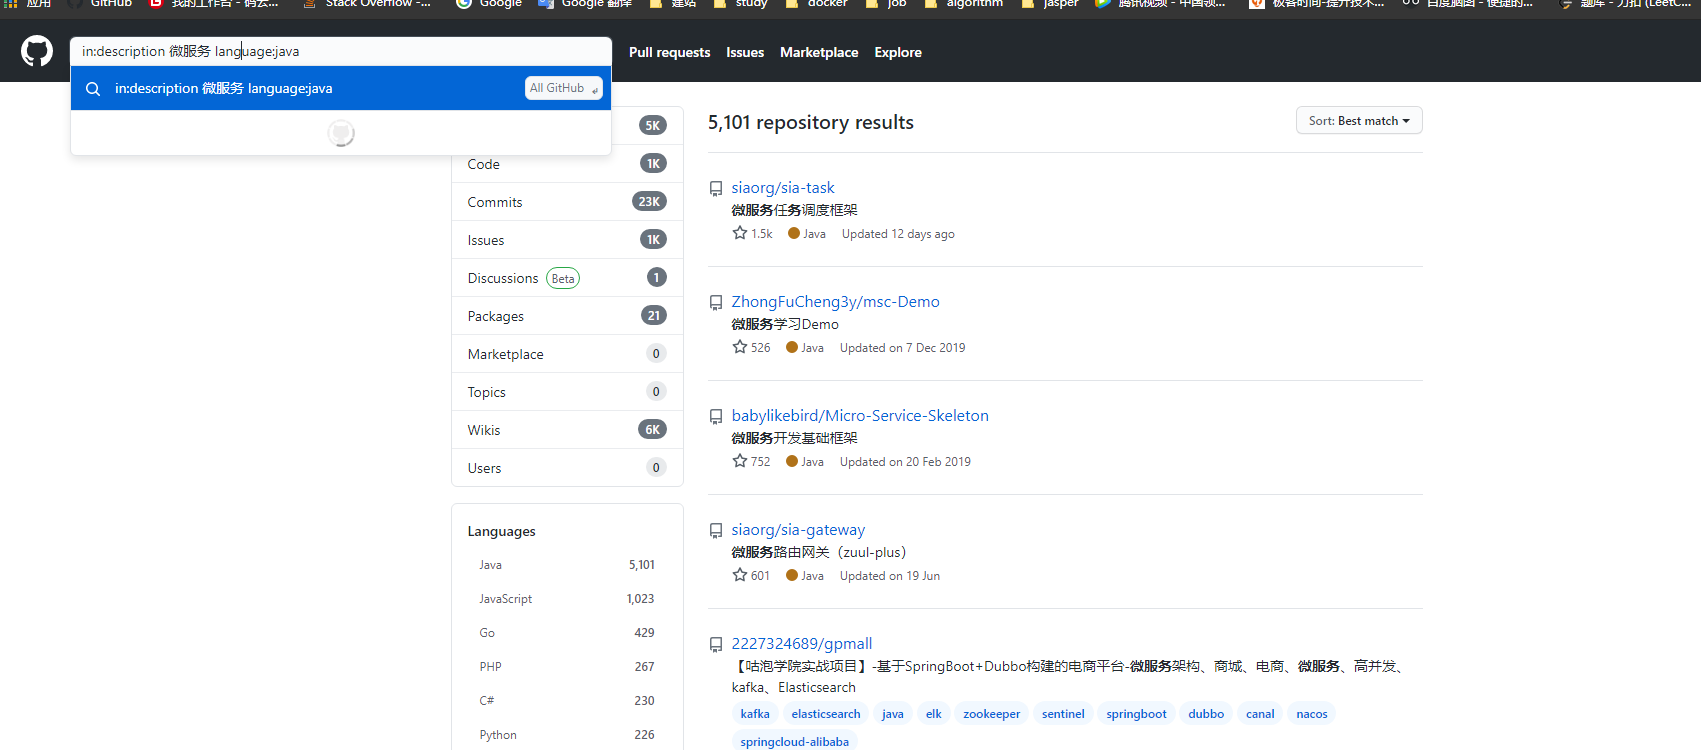 应用 GitHub 我的工作台 - 码云... Stack Overflow -... Google Google 翻译 建站 study docker job algorithm jasper 腾讯视频 - 中国领... 极客时间-提升技术... 百度脑图 - 便捷的... 题库 - 力扣 (LeetC...
in:description 微服务 language:java Pull requests Issues Marketplace Explore
in:description 微服务 language:java All GitHub ↵
5K
Code 1K
Commits 23K
Issues 1K
Discussions Beta 1
Packages 21
Marketplace 0
Topics 0
Wikis 6K
Users 0
Languages
Java 5,101
JavaScript 1,023
Go 429
PHP 267
C# 230
Python 226
5,101 repository results Sort: Best match
siaorg/sia-task
微服务任务调度框架
1.5k Java Updated 12 days ago
ZhongFuCheng3y/msc-Demo
微服务学习Demo
526 Java Updated on 7 Dec 2019
babylikebird/Micro-Service-Skeleton
微服务开发基础框架
752 Java Updated on 20 Feb 2019
siaorg/sia-gateway
微服务路由网关（zuul-plus）
601 Java Updated on 19 Jun
2227324689/gpmall
【咕泡学院实战项目】-基于SpringBoot+Dubbo构建的电商平台-微服务架构、商城、电商、微服务、高并发、
kafka、Elasticsearch
kafka elasticsearch java elk zookeeper sentinel springboot dubbo canal nacos
springcloud-alibaba